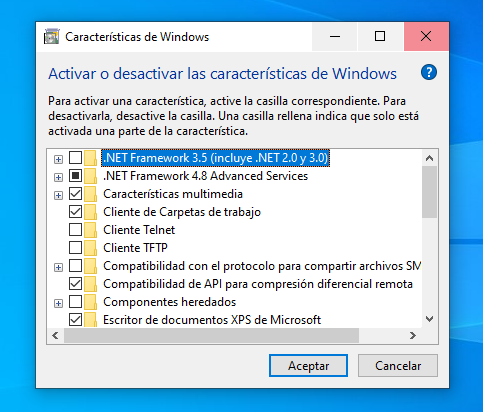 Características de Windows
Activar o desactivar las características de Windows
?
Para activar una característica, active la casilla correspondiente. Para
desactivarla, desactive la casilla. Una casilla rellena indica que solo está
activada una parte de la característica.
.NET Framework 3.5 (incluye .NET 2.0 y 3.0)
.NET Framework 4.8 Advanced Services
Características multimedia
Cliente de Carpetas de trabajo
Cliente Telnet
Cliente TFTP
Compatibilidad con el protocolo para compartir archivos SM
Compatibilidad de API para compresión diferencial remota
Componentes heredados
Escritor de documentos XPS de Microsoft
Aceptar
Cancelar